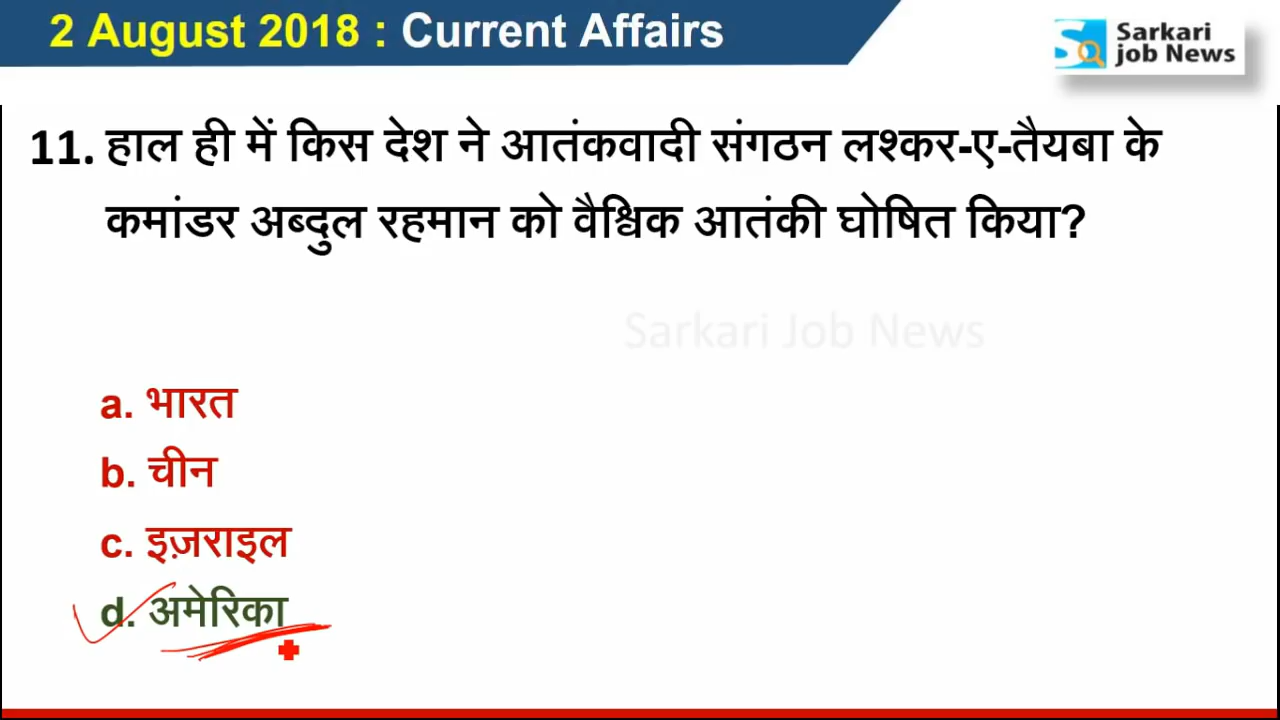 2 August 2018 : Current Affairs
Sarkari
Job News
11. हाल ही में किस देश ने आतंकवादी संगठन लश्कर-ए-तैयबा के
कमांडर अब्दुल रहमान को वैश्विक आतंकी घोषित किया?
Sarkari Job News
a. भारत
b. चीन
c. इज़राइल
d. अमेरिका